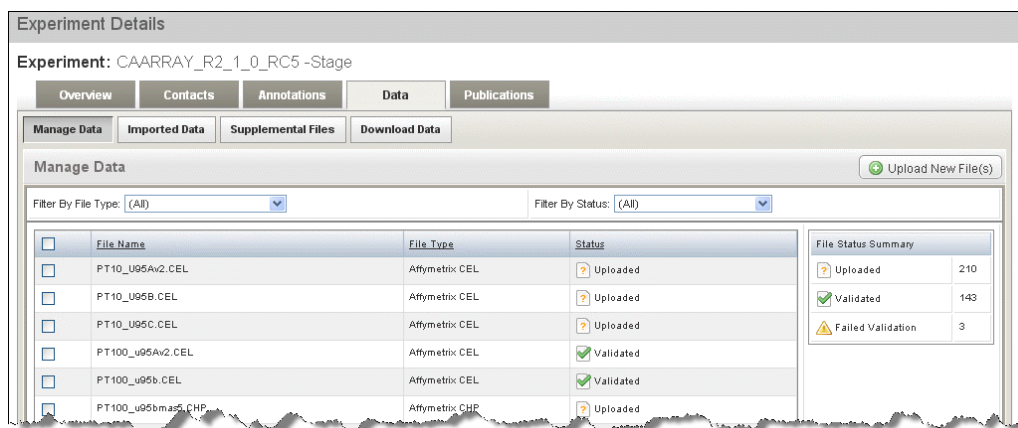 Experiment Details
Experiment: CAARRAY_R2_1_0_RC5 -Stage
Overview Contacts Annotations Data Publications
Manage Data Imported Data Supplemental Files Download Data
Manage Data Upload New File(s)
Filter By File Type: (All) Filter By Status: (All)
File Name File Type Status File Status Summary
PT10_U95Av2.CEL Affymetrix CEL Uploaded Uploaded 210
PT10_U95B.CEL Affymetrix CEL Uploaded Validated 143
PT10_U95C.CEL Affymetrix CEL Uploaded Failed Validation 3
PT100_u95Av2.CEL Affymetrix CEL Validated
PT100_u95b.CEL Affymetrix CEL Validated
PT100_u95bmas5.CHP Affymetrix CHP Uploaded